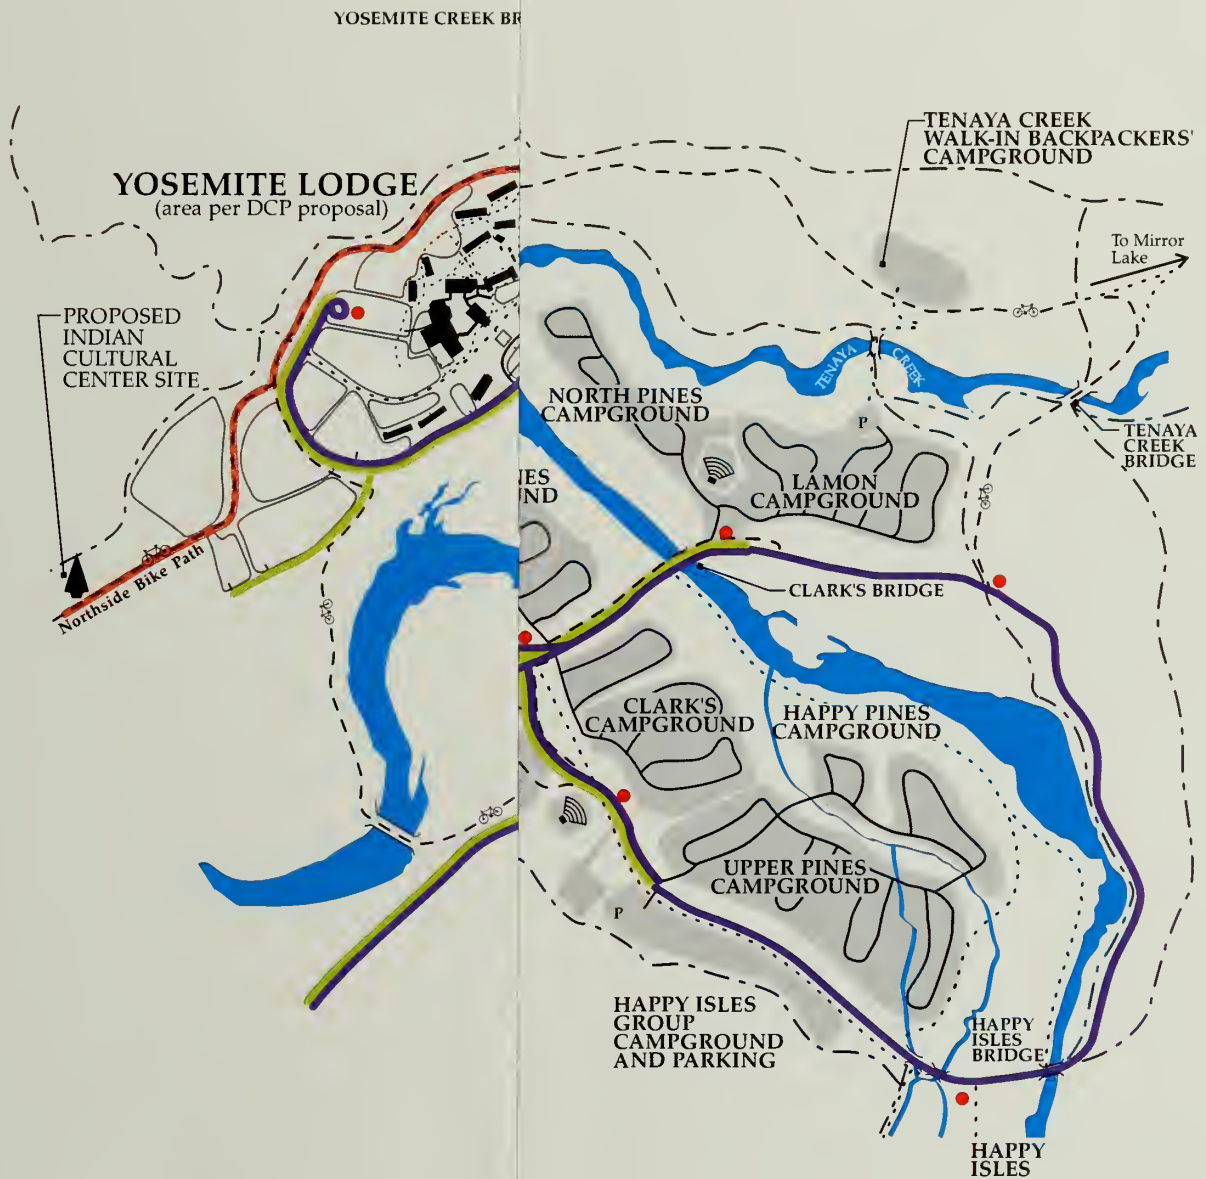 YOSEMITE CREEK BR
TENAYA CREEK
WALK-IN BACKPACKERS'
CAMPGROUND
YOSEMITE LODGE
(area per DCP proposal)
To Mirror
Lake
PROPOSED
INDIAN
CULTURAL
CENTER SITE
TENAYA CREEK
NORTH PINES
CAMPGROUND
P
TENAYA
CREEK
BRIDGE
NES
UND
LAMON
CAMPGROUND
Northside Bike Path
CLARK'S BRIDGE
CLARK'S
CAMPGROUND
HAPPY PINES
CAMPGROUND
UPPER PINES
CAMPGROUND
P
HAPPY ISLES
GROUP
CAMPGROUND
AND PARKING
HAPPY
ISLES
BRIDGE
HAPPY
ISLES